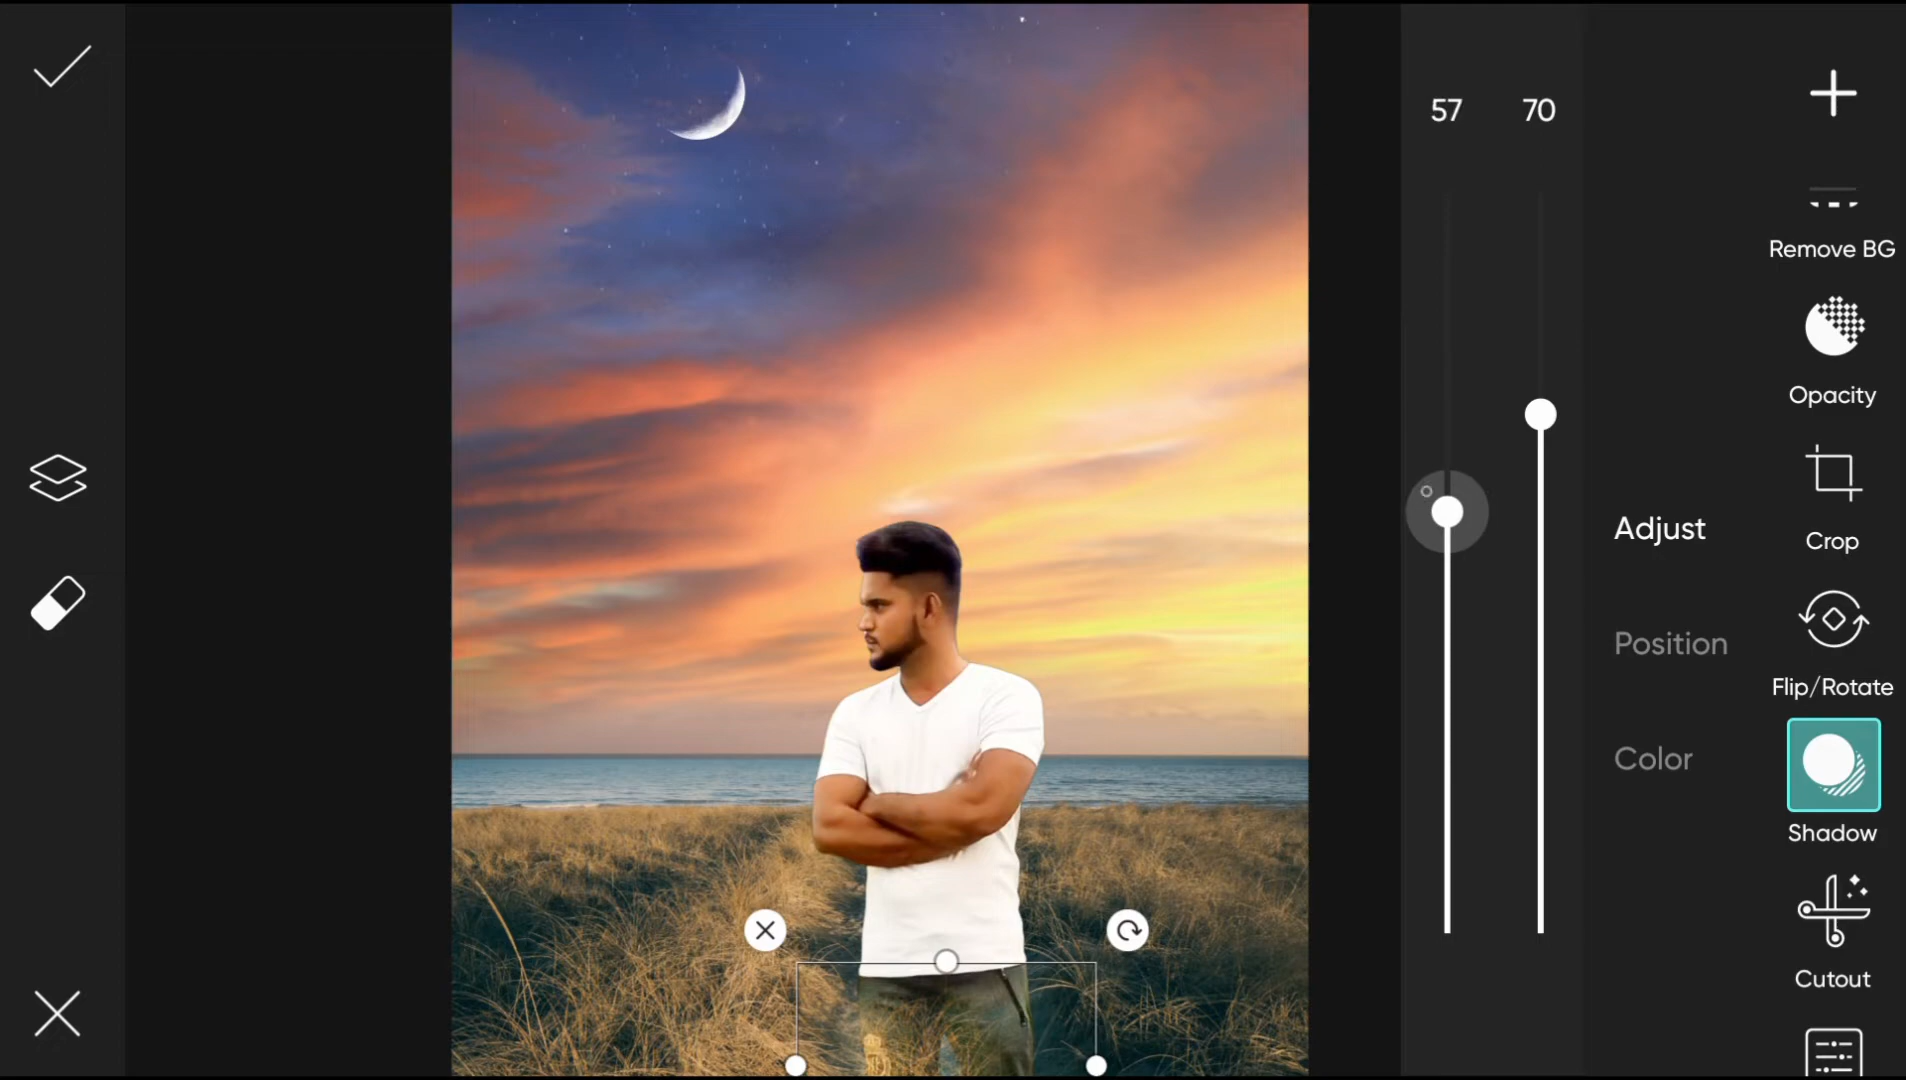 57 70
Remove BG
Opacity
Crop
Adjust
Position
Flip/Rotate
Color
Shadow
Cutout